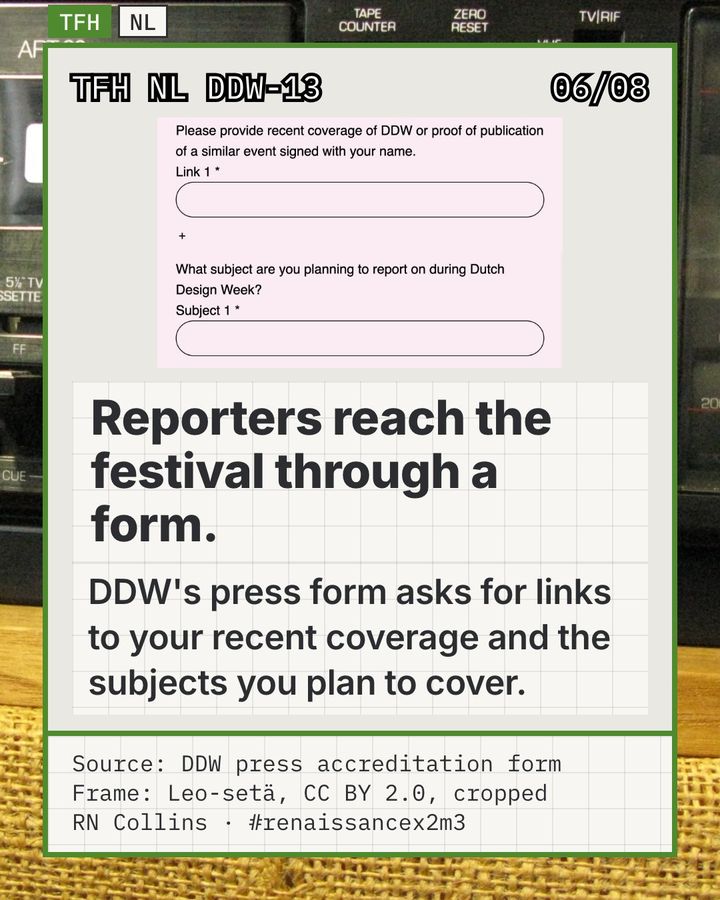 TAPE
COUNTER
ZERO
RESET
TV|RIF
TFH
NL
TFH NL DDW-13
06/08
Please provide recent coverage of DDW or proof of publication
of a similar event signed with your name.
Link 1 *
+
What subject are you planning to report on during Dutch
Design Week?
Subject 1 *
FF
CUE
Reporters reach the
festival through a
form.
DDW's press form asks for links
to your recent coverage and the
subjects you plan to cover.
Source: DDW press accreditation form
Frame: Leo-setä, CC BY 2.0, cropped
RN Collins · #renaissancex2m3